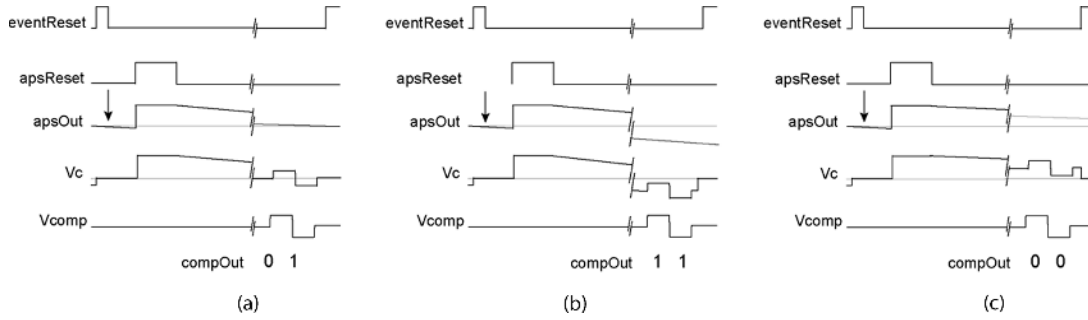 eventReset
apsReset
apsOut
Vc
Vcomp
compOut 0 1
(a)
eventReset
apsReset
apsOut
Vc
Vcomp
compOut 1 1
(b)
eventReset
apsReset
apsOut
Vc
Vcomp
compOut 0 0
(c)